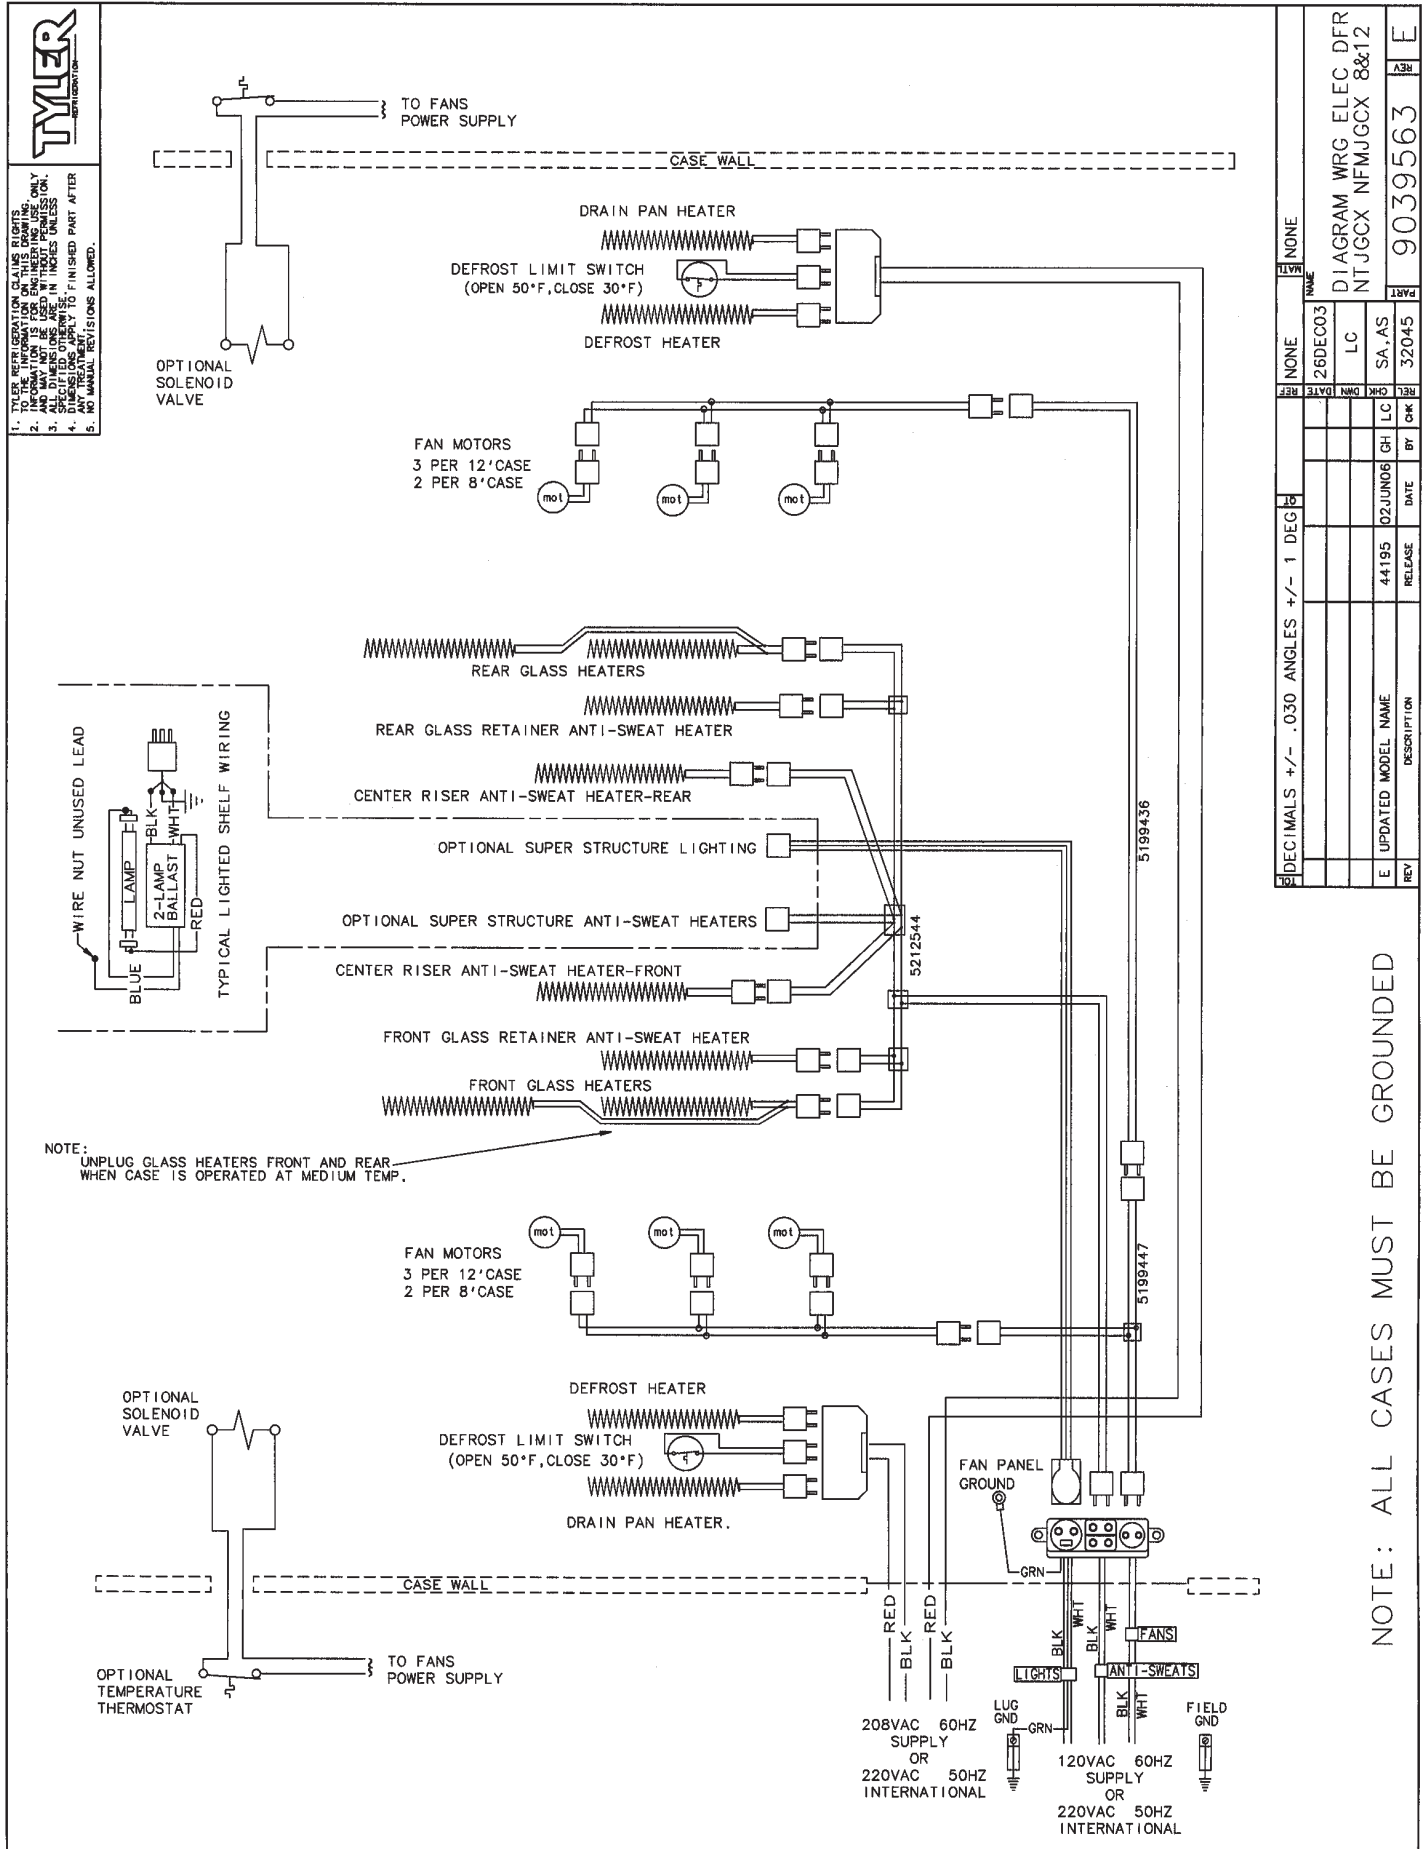 TYLER
REFRIGERATION
1. TYLER REFRIGERATION CLAIMS RIGHTS
TO THE INFORMATION ON THIS DRAWING.
2. INFORMATION IS FOR ENGINEERING USE ONLY
AND MAY NOT BE USED WITHOUT PERMISSION.
3. ALL DIMENSIONS ARE IN INCHES UNLESS
SPECIFIED OTHERWISE.
4. DIMENSIONS APPLY TO FINISHED PART AFTER
ANY TREATMENT.
5. NO MANUAL REVISIONS ALLOWED.
TO FANS
POWER SUPPLY
CASE WALL
OPTIONAL
SOLENOID
VALVE
DRAIN PAN HEATER
DEFROST LIMIT SWITCH
(OPEN 50°F,CLOSE 30°F)
DEFROST HEATER
FAN MOTORS
3 PER 12'CASE
2 PER 8'CASE
mot
mot
mot
REAR GLASS HEATERS
REAR GLASS RETAINER ANTI-SWEAT HEATER
CENTER RISER ANTI-SWEAT HEATER-REAR
OPTIONAL SUPER STRUCTURE LIGHTING
OPTIONAL SUPER STRUCTURE ANTI-SWEAT HEATERS
CENTER RISER ANTI-SWEAT HEATER-FRONT
FRONT GLASS RETAINER ANTI-SWEAT HEATER
FRONT GLASS HEATERS
5212544
5199436
5199447
WIRE NUT UNUSED LEAD
LAMP
2-LAMP
BALLAST
BLK
WHT
RED
BLUE
TYPICAL LIGHTED SHELF WIRING
NOTE:
UNPLUG GLASS HEATERS FRONT AND REAR
WHEN CASE IS OPERATED AT MEDIUM TEMP.
mot
mot
mot
FAN MOTORS
3 PER 12'CASE
2 PER 8'CASE
DEFROST HEATER
DEFROST LIMIT SWITCH
(OPEN 50°F,CLOSE 30°F)
DRAIN PAN HEATER.
OPTIONAL
SOLENOID
VALVE
CASE WALL
OPTIONAL
TEMPERATURE
THERMOSTAT
TO FANS
POWER SUPPLY
FAN PANEL
GROUND
GRN
RED
BLK
RED
BLK
BLK
WHT
BLK
WHT
FANS
LIGHTS
ANTI-SWEATS
BLK
WHT
LUG
GND
GRN
FIELD
GND
208VAC 60HZ
SUPPLY
OR
220VAC 50HZ
INTERNATIONAL
120VAC 60HZ
SUPPLY
OR
220VAC 50HZ
INTERNATIONAL
TOL DECIMALS +/- .030 ANGLES +/- 1 DEG
QT
REF NONE
MATL NONE
DATE 26DEC03
DWN LC
CHK SA,AS
REL 32045
NAME
DIAGRAM WRG ELEC DFR
NTJGCX NFMJGCX 8&12
PART 9039563
REV E
E UPDATED MODEL NAME 44195 02JUN06 GH LC
REV DESCRIPTION RELEASE DATE BY CHK
NOTE: ALL CASES MUST BE GROUNDED